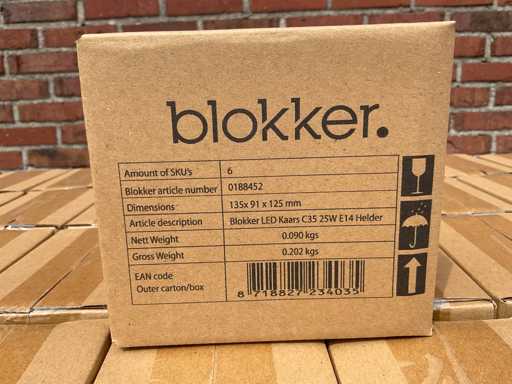 blokker.
Amount of SKU's 6
Blokker article number 0188452
Dimensions 135x 91 x 125 mm
Article description Blokker LED Kaars C35 25W E14 Helder
Nett Weight 0.090 kgs
Gross Weight 0.202 kgs
EAN code
Outer carton/box
8 718827 234035